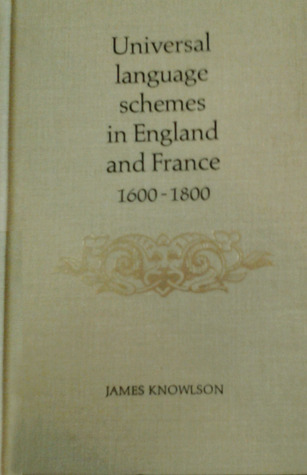 Universal
language
schemes
in England
and France
1600-1800
JAMES KNOWLSON